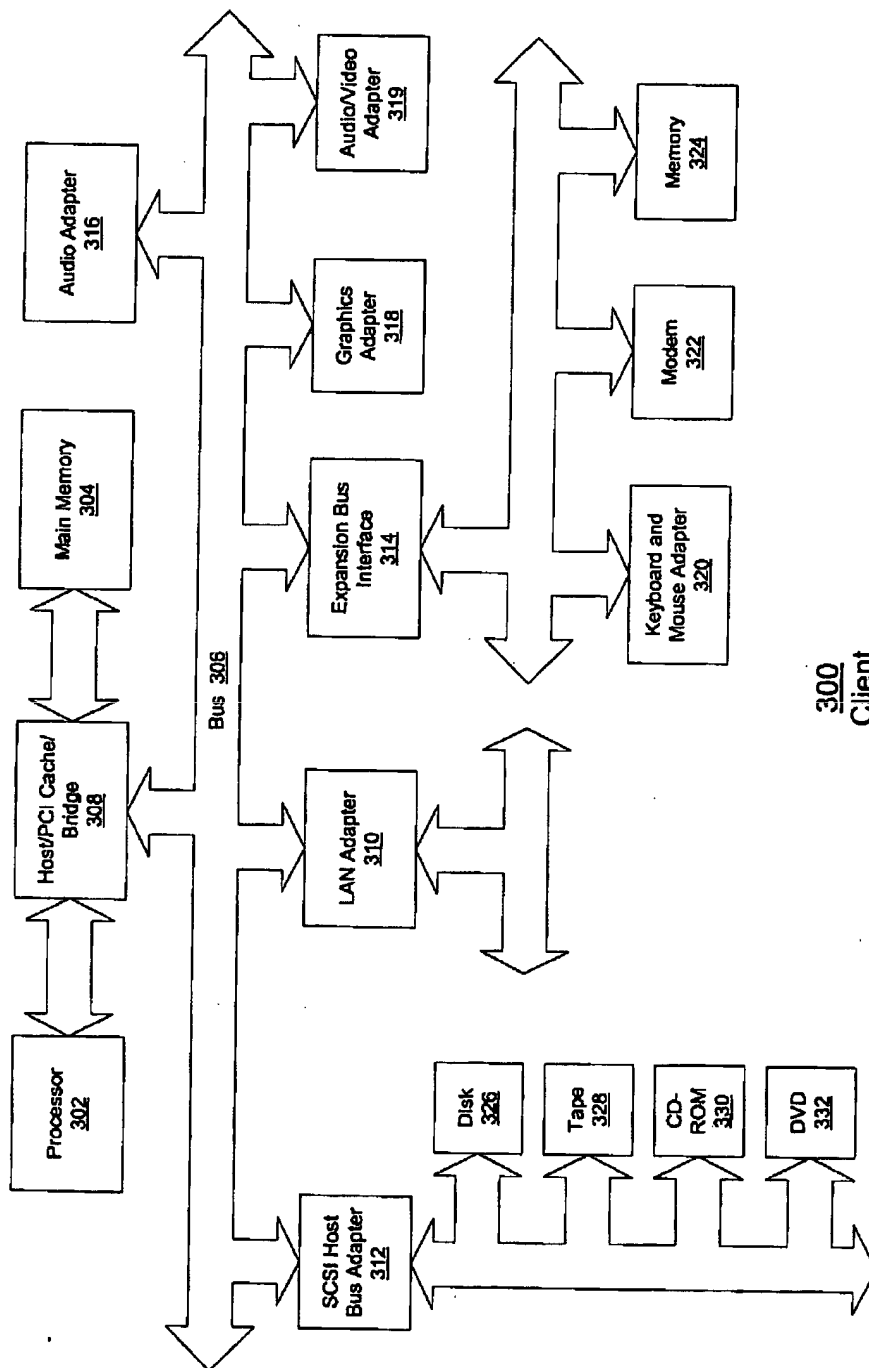 Processor
302
Host/PCI Cache/
Bridge
308
Main Memory
304
Audio Adapter
316
Bus 306
SCSI Host
Bus Adapter
312
LAN Adapter
310
Expansion Bus
Interface
314
Graphics
Adapter
318
Audio/Video
Adapter
319
Disk
326
Tape
328
CD-
ROM
330
DVD
332
Keyboard and
Mouse Adapter
320
Modem
322
Memory
324
300
Client